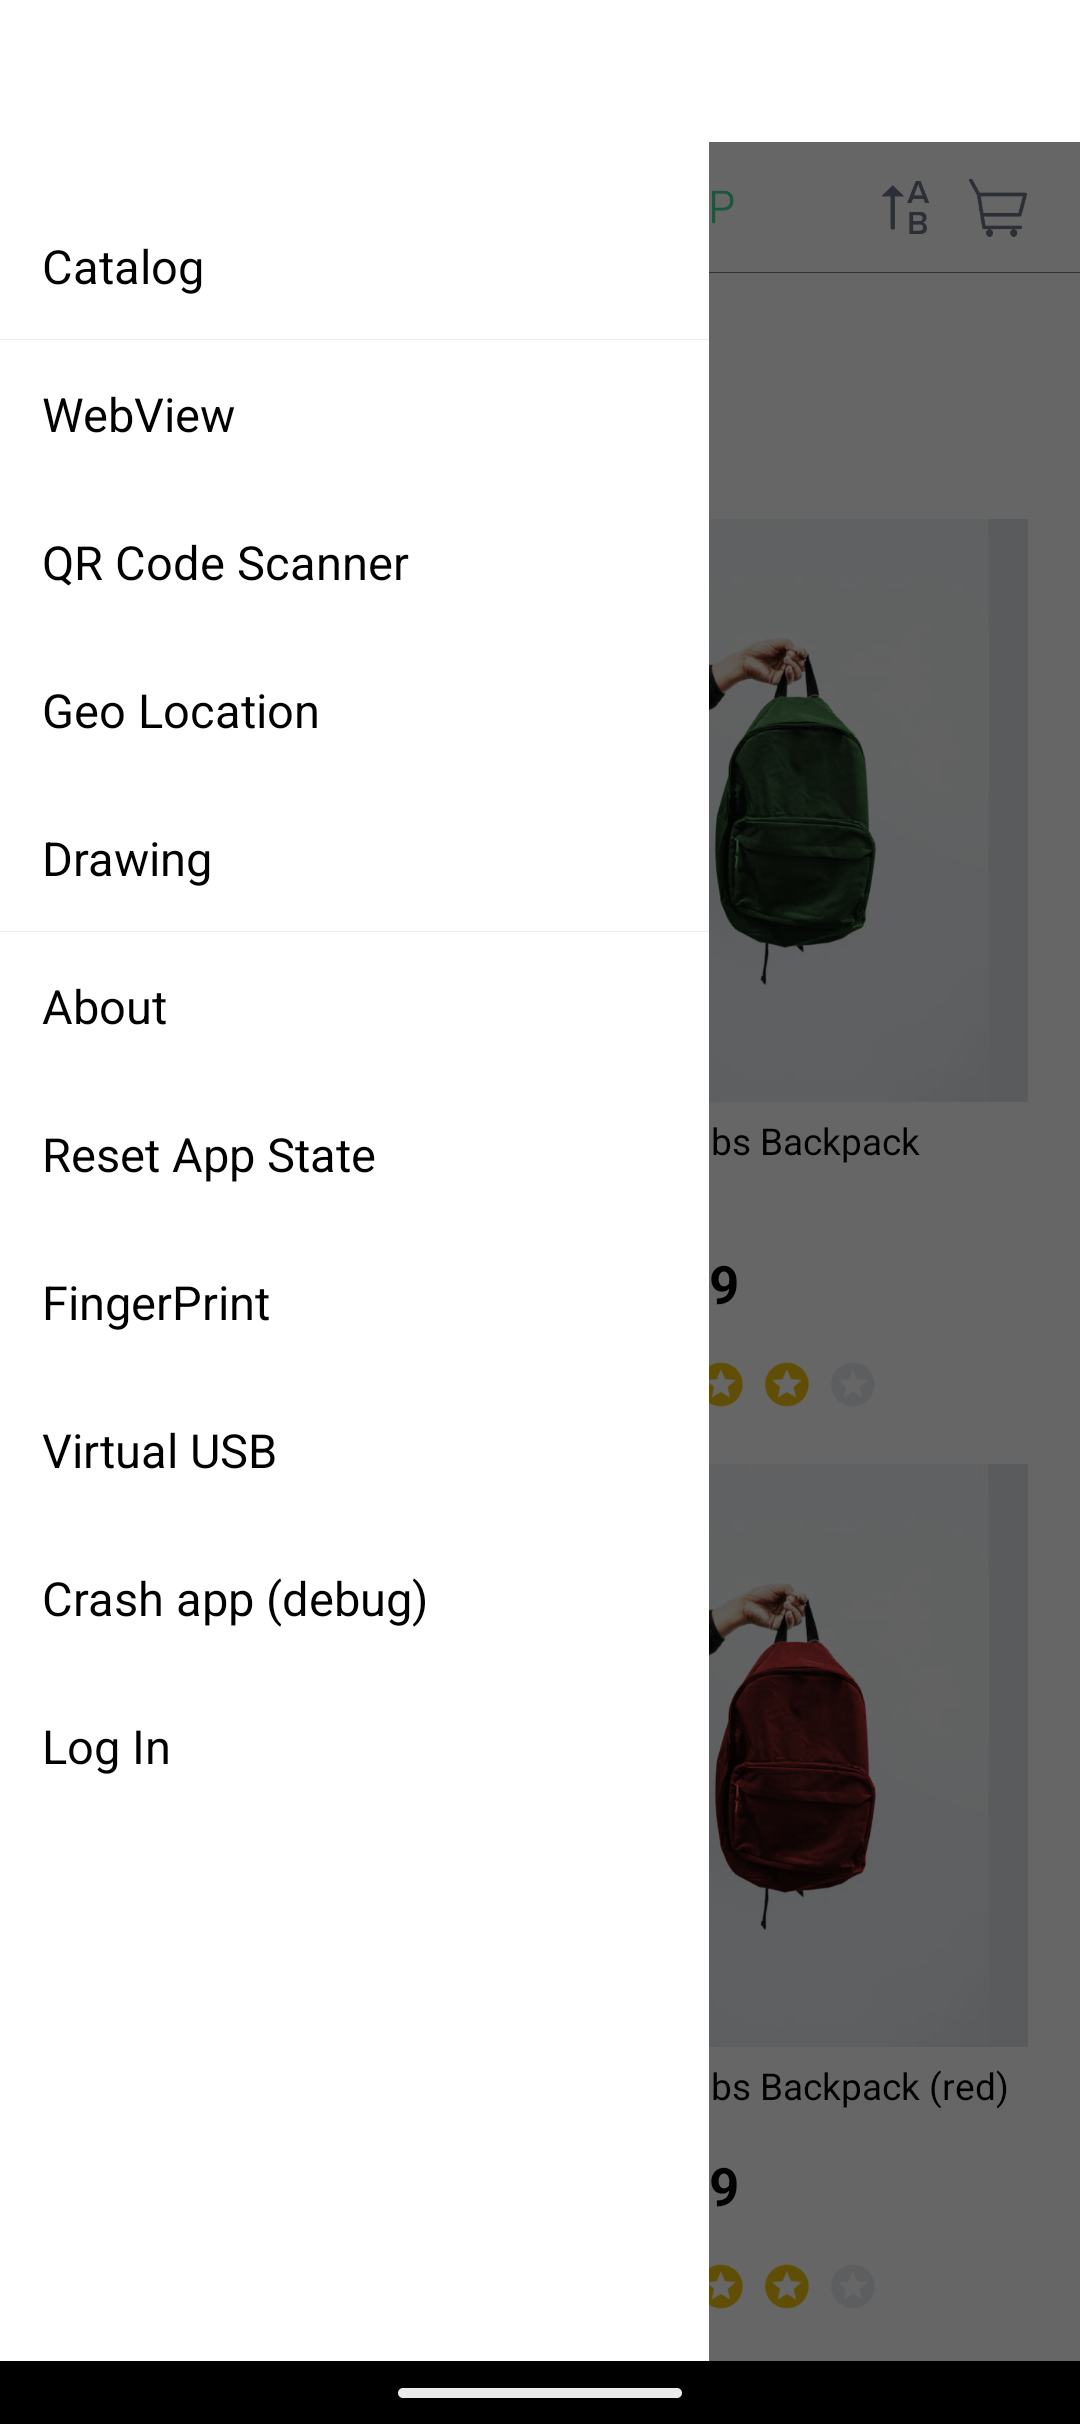 Catalog
WebView
QR Code Scanner
Geo Location
Drawing
About
Reset App State
FingerPrint
Virtual USB
Crash app (debug)
Log In
P
A
B
bs Backpack
9
bs Backpack (red)
9